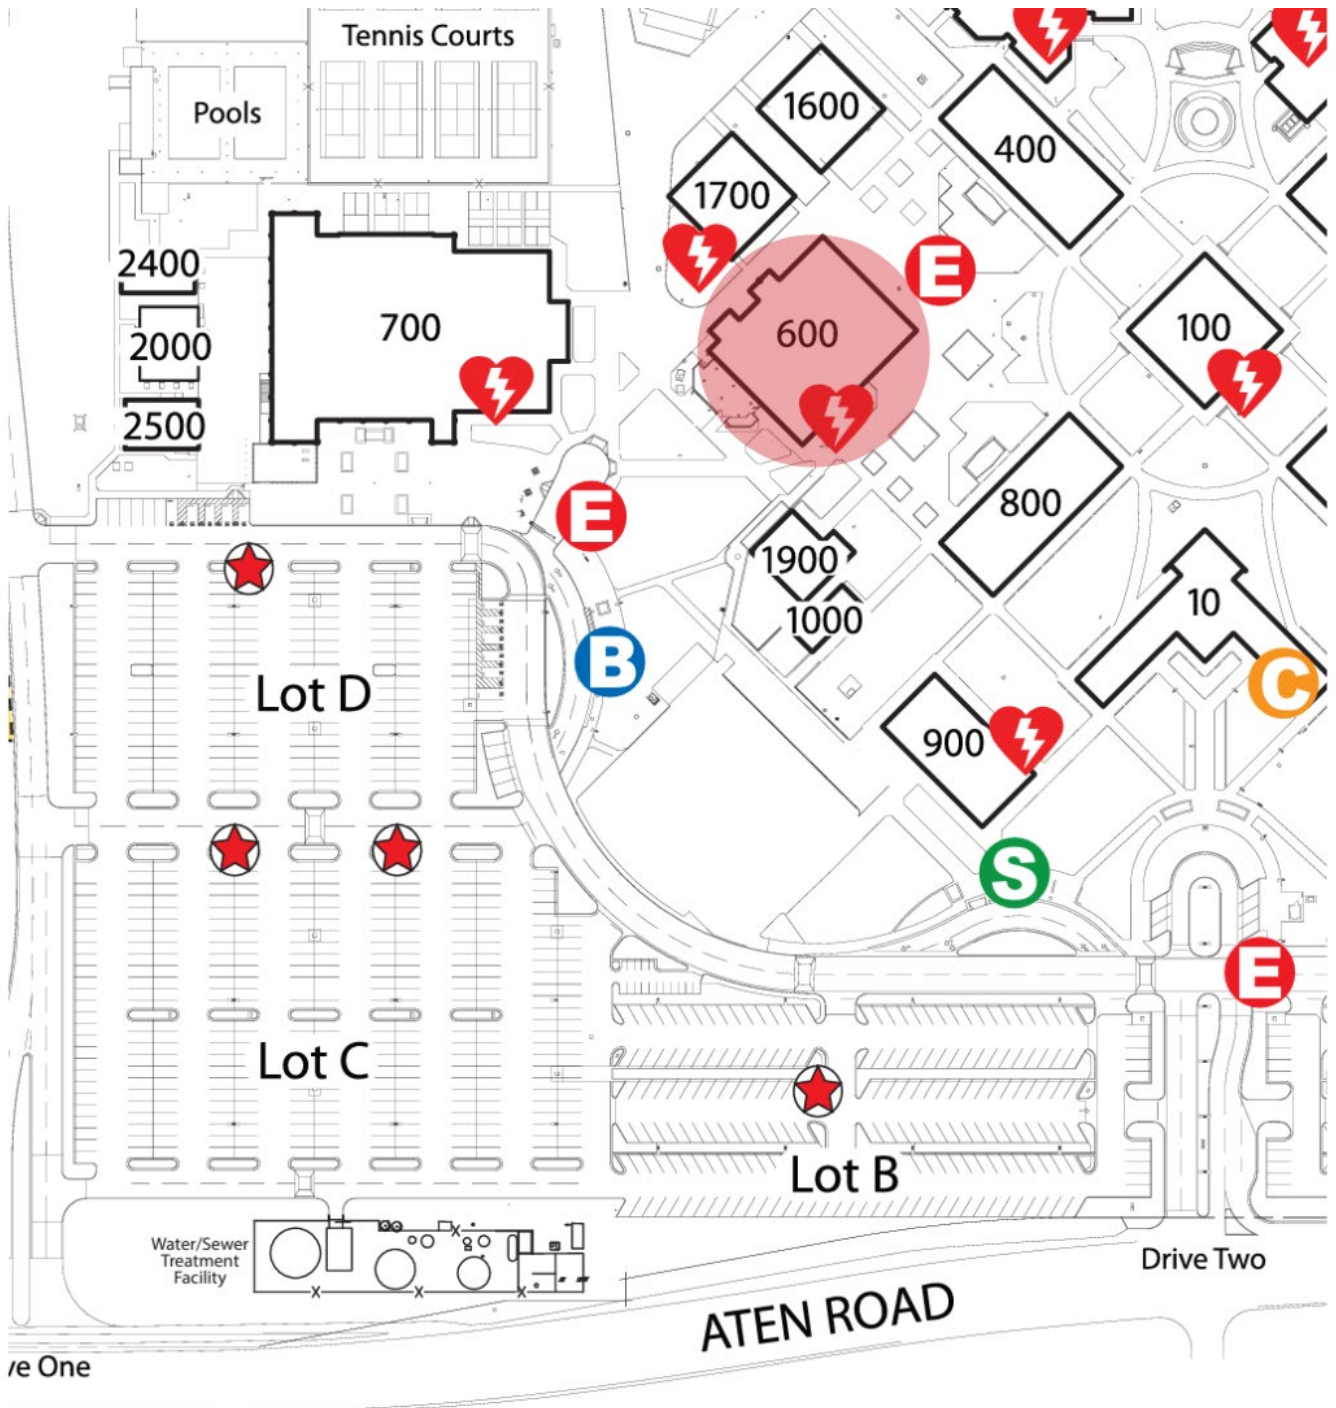 Tennis Courts
Pools
1600
400
1700
2400
700
600
100
2000
2500
E
E
800
1900
10
1000
B
C
Lot D
900
S
E
Lot C
Lot B
Water/Sewer
Treatment
Facility
Drive Two
ATEN ROAD
ve One